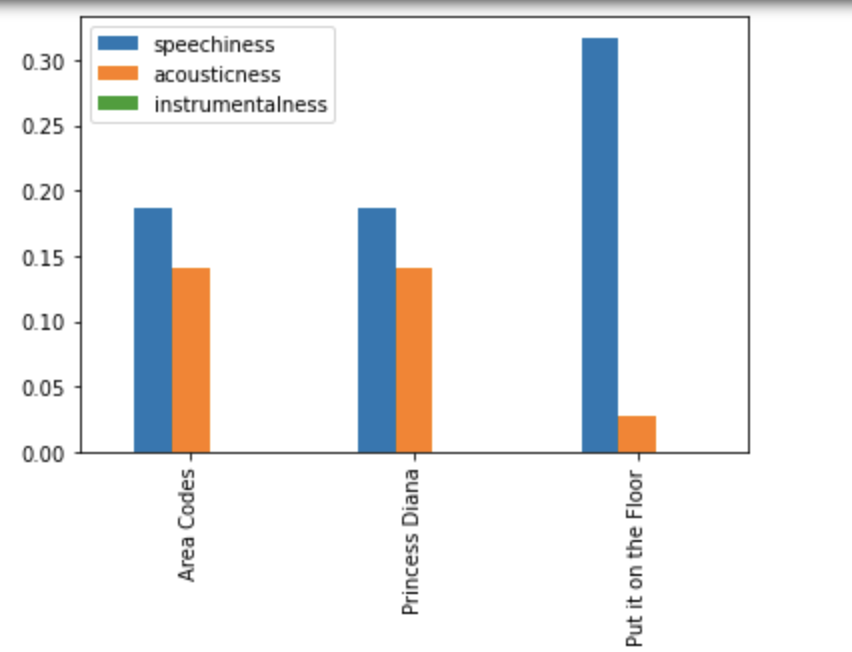 speechiness
acousticness
instrumentalness
0.30
0.25
0.20
0.15
0.10
0.05
0.00
Area Codes
Princess Diana
Put it on the Floor